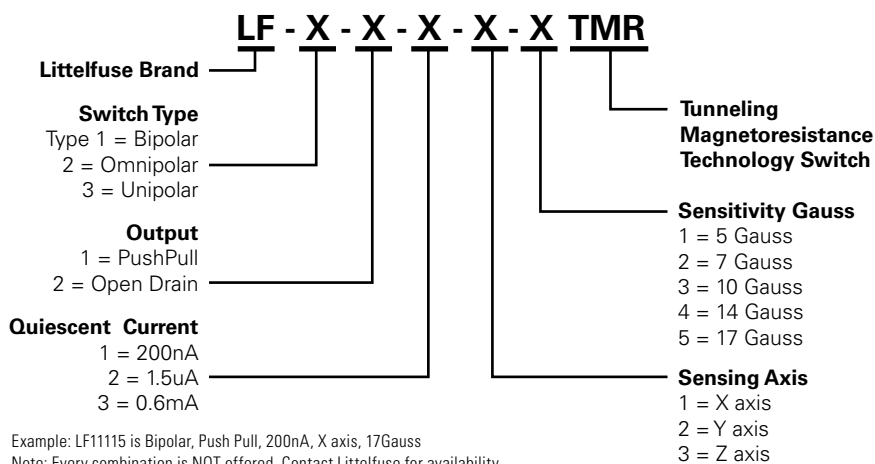 LF - X - X - X - X - X TMR
Littelfuse Brand
Switch Type
Type 1 = Bipolar
2 = Omnipolar
3 = Unipolar
Output
1 = PushPull
2 = Open Drain
Quiescent Current
1 = 200nA
2 = 1.5uA
3 = 0.6mA
Tunneling
Magnetoresistance
Technology Switch
Sensitivity Gauss
1 = 5 Gauss
2 = 7 Gauss
3 = 10 Gauss
4 = 14 Gauss
5 = 17 Gauss
Sensing Axis
1 = X axis
2 = Y axis
3 = Z axis
Example: LF11115 is Bipolar, Push Pull, 200nA, X axis, 17Gauss
Note: Every combination is NOT offered. Contact Littelfuse for availability